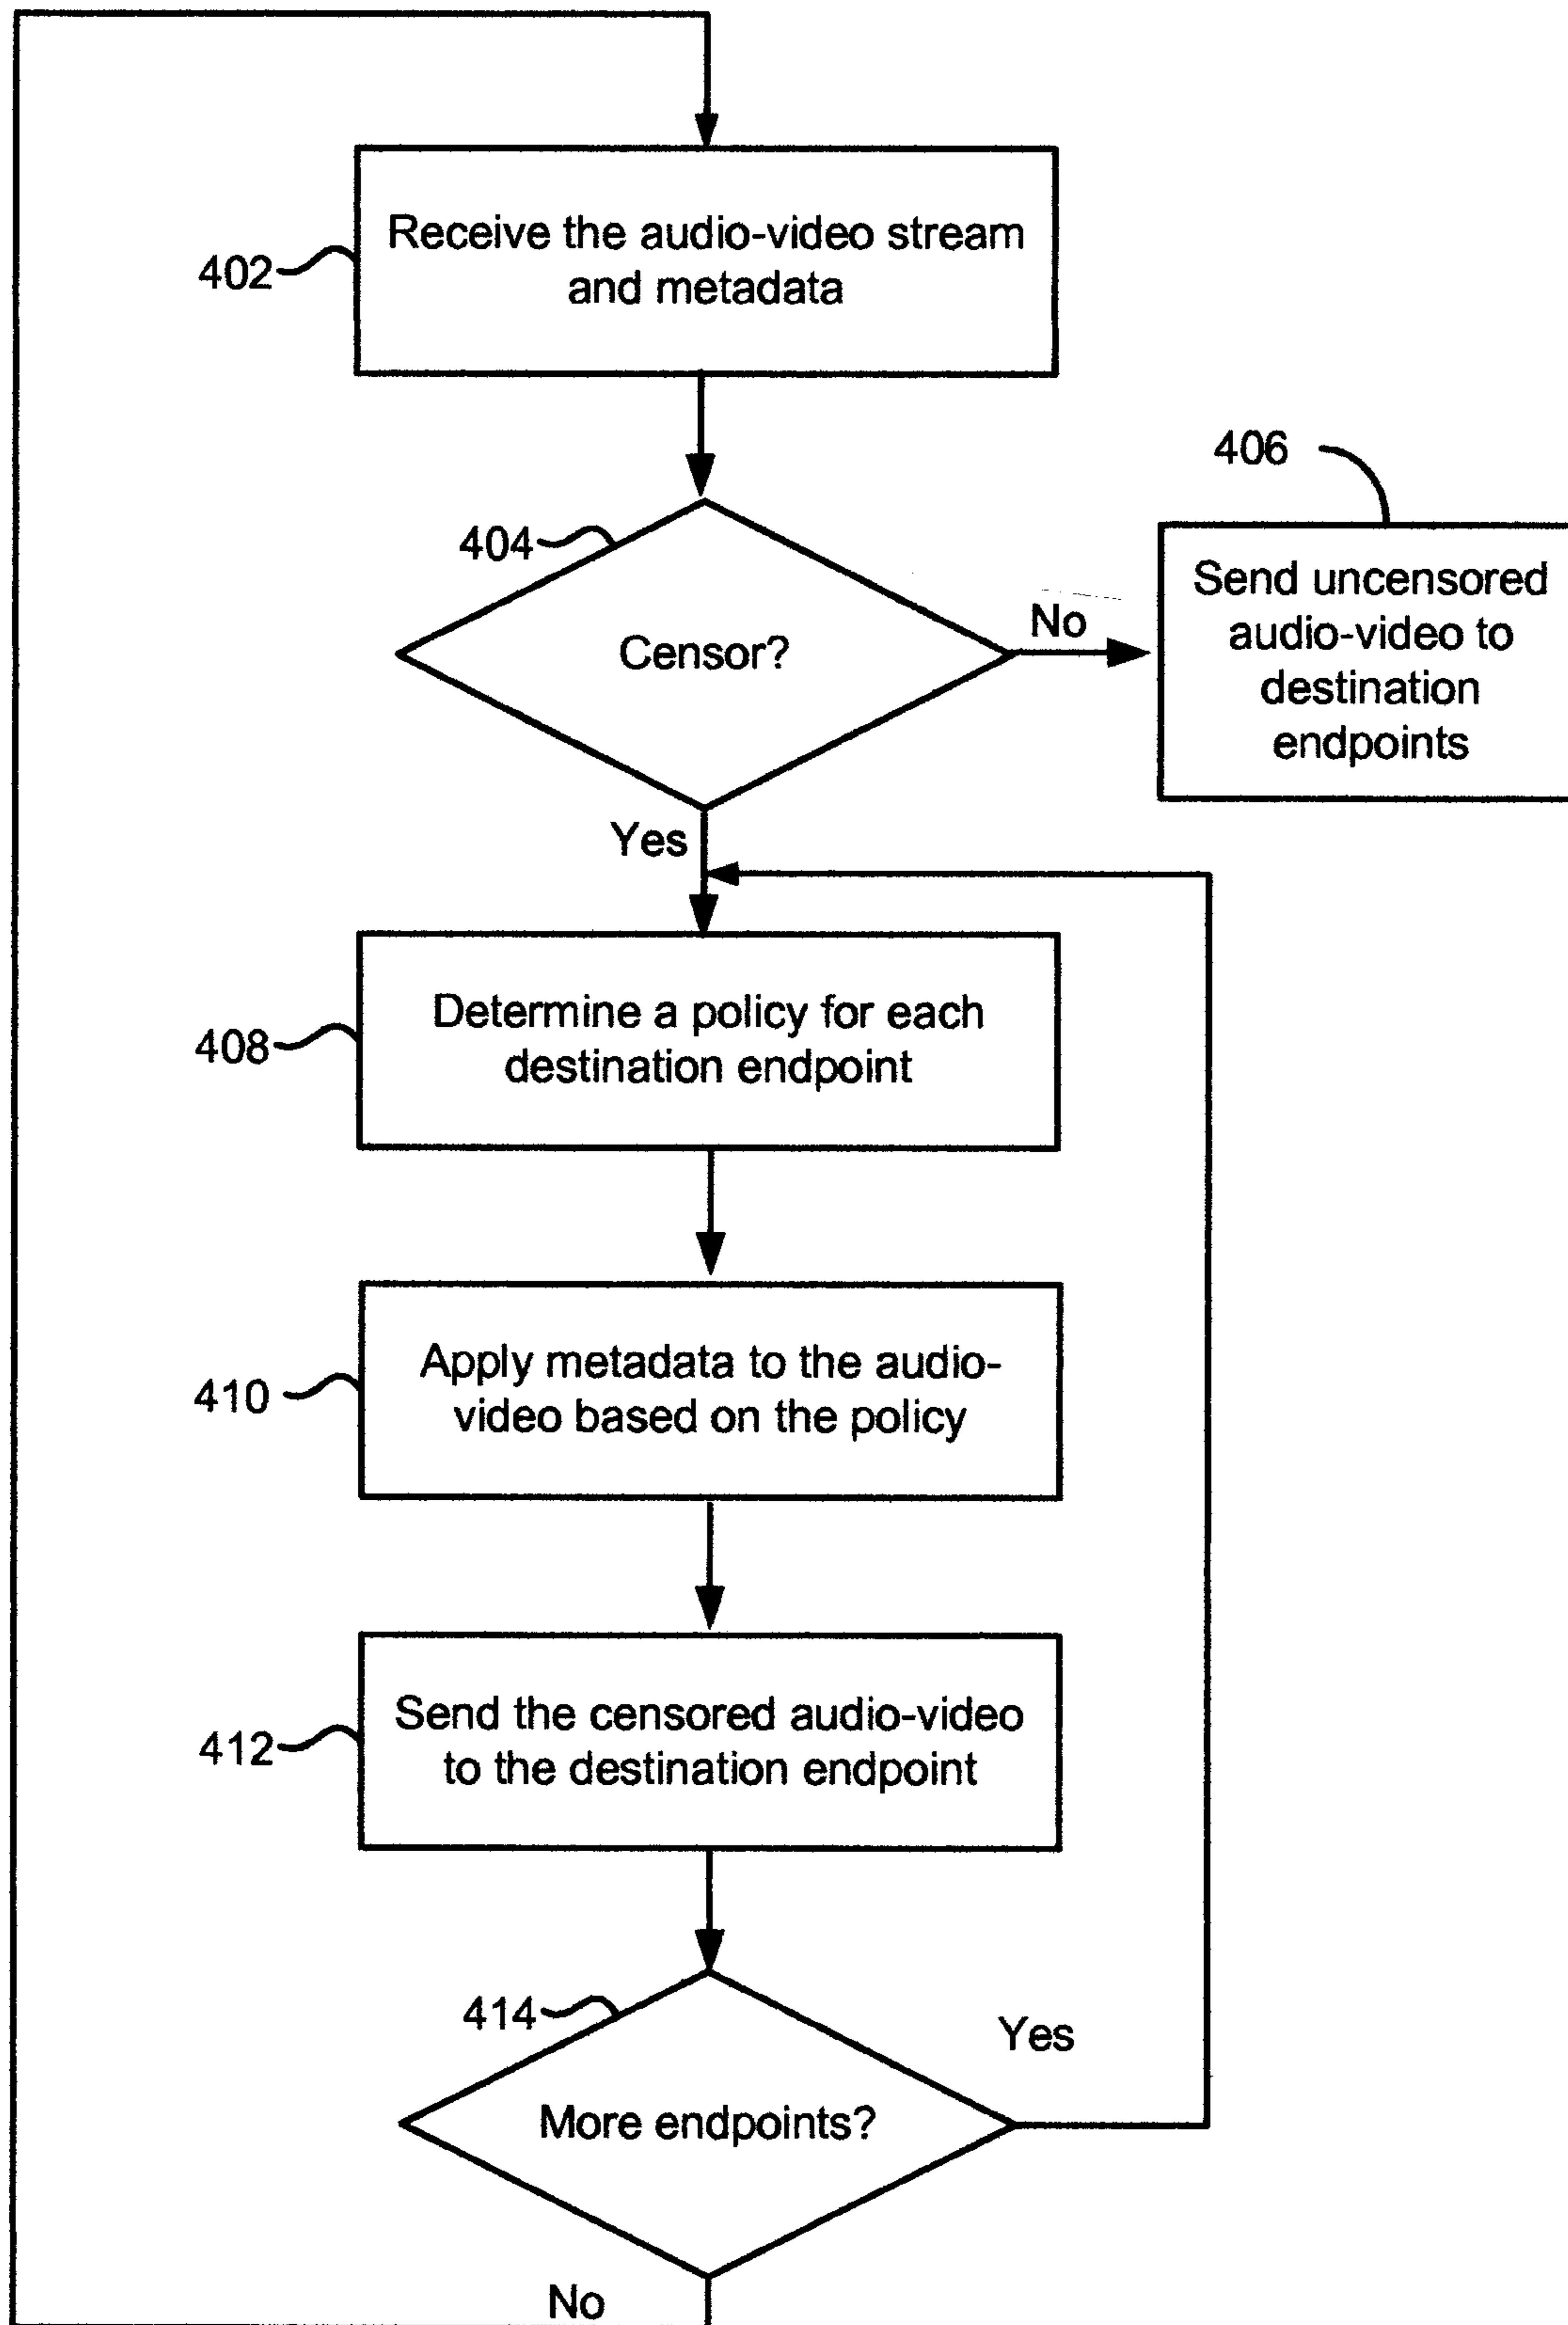 Receive the audio-video stream
and metadata
402
406
404
Censor?
No
Send uncensored
audio-video to
destination
endpoints
Yes
Determine a policy for each
destination endpoint
408
Apply metadata to the audio-
video based on the policy
410
Send the censored audio-video
to the destination endpoint
412
414
Yes
More endpoints?
No